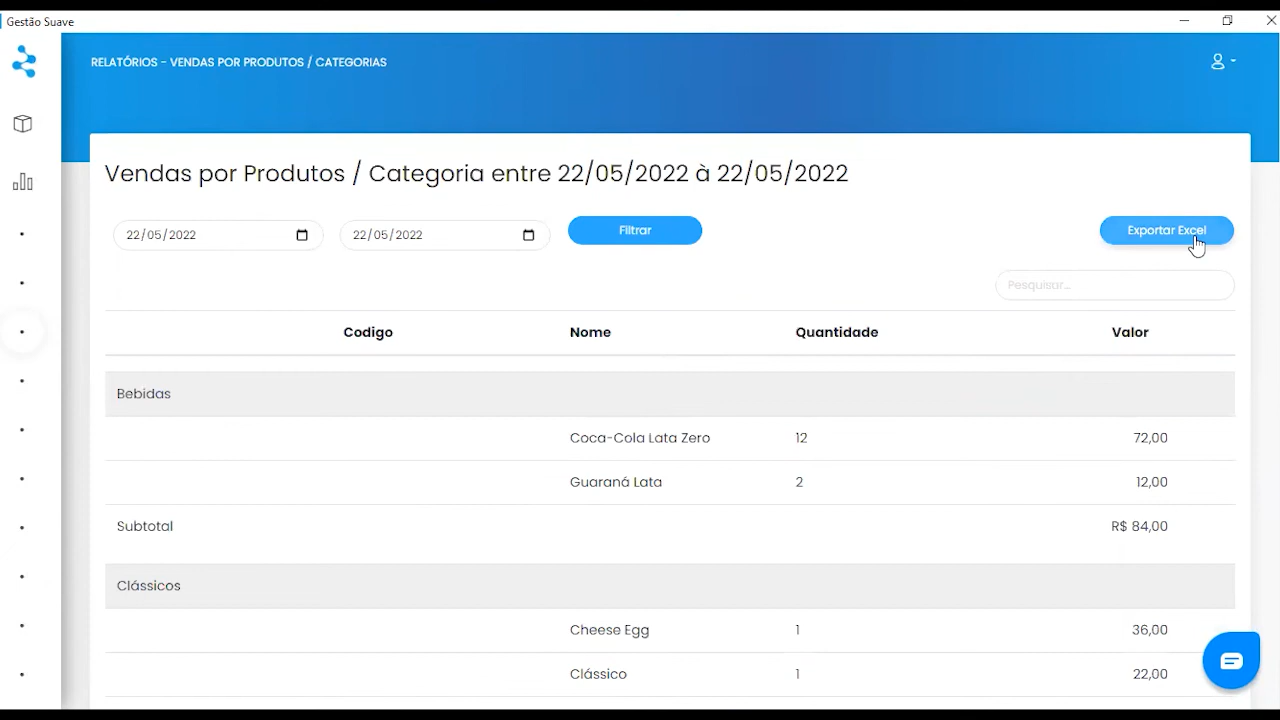 Gestão Suave
RELATÓRIOS - VENDAS POR PRODUTOS / CATEGORIAS
Vendas por Produtos / Categoria entre 22/05/2022 à 22/05/2022
22/05/2022 22/05/2022 Filtrar Exportar Excel
Pesquisar...
Codigo Nome Quantidade Valor
Bebidas
Coca-Cola Lata Zero 12 72,00
Guaraná Lata 2 12,00
Subtotal R$ 84,00
Clássicos
Cheese Egg 1 36,00
Clássico 1 22,00